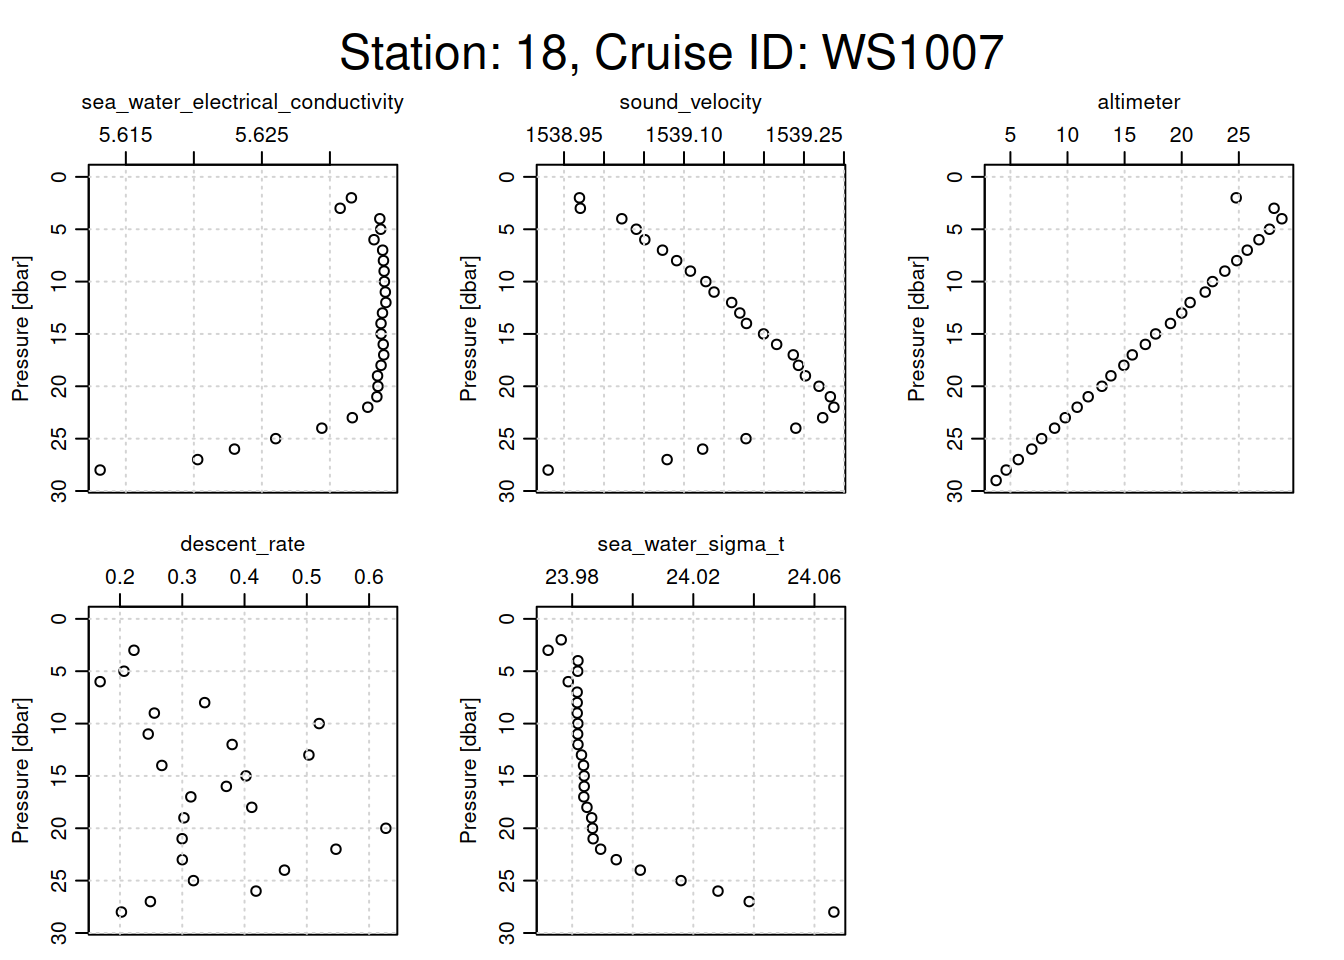 Station: 18, Cruise ID: WS1007
sea_water_electrical_conductivity
5.615 5.625
0 5 10 15 20 25 30
Pressure [dbar]
sound_velocity
1538.95 1539.10 1539.25
0 5 10 15 20 25 30
Pressure [dbar]
altimeter
5 10 15 20 25
0 5 10 15 20 25 30
Pressure [dbar]
descent_rate
0.2 0.3 0.4 0.5 0.6
0 5 10 15 20 25 30
Pressure [dbar]
sea_water_sigma_t
23.98 24.02 24.06
0 5 10 15 20 25 30
Pressure [dbar]